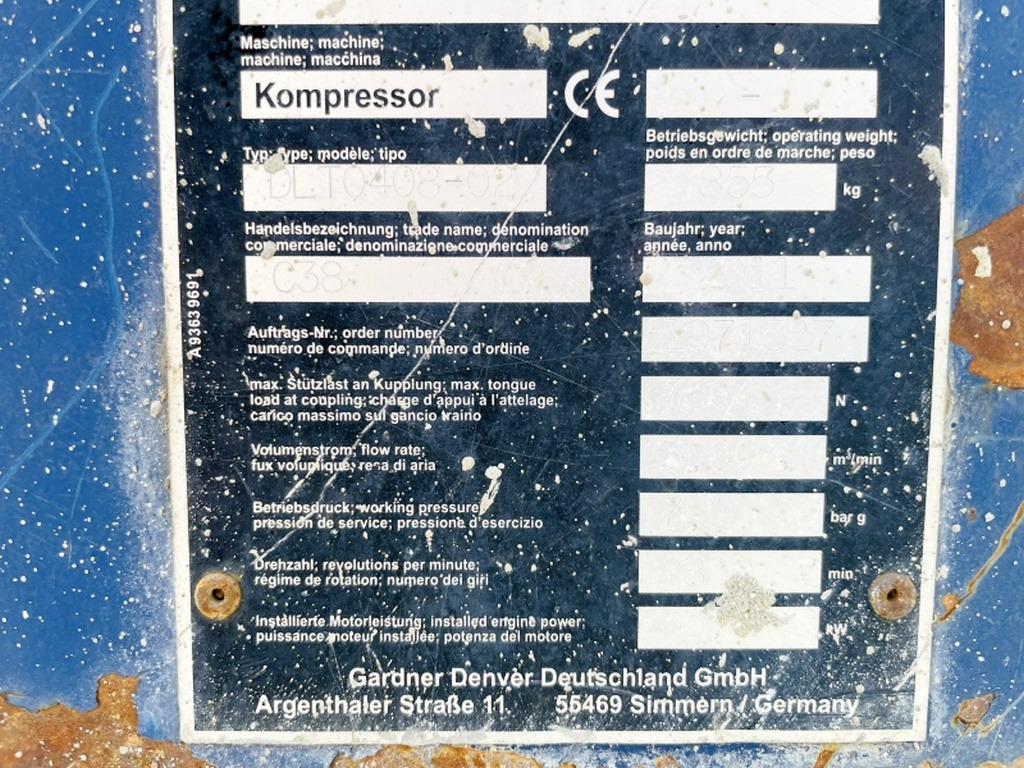 Maschine; machine;
machine; macchina
Kompressor
CE
-
Betriebsgewicht; operating weight;
poids en ordre de marche; peso
Typ; type; modèle; tipo
DLT0408-02
kg
Handelsbezeichnung; trade name; dénomination
commerciale; denominazione commerciale
Baujahr; year;
année, anno
C38
A93639691
Auftrags-Nr.; order number
numéro de commande; numero d'ordine
max. Stützlast an Kupplung; max. tongue
load at coupling; charge d'appui à l'attelage;
carico massimo sul gancio traino
N
Volumenstrom; flow rate;
fux volumique; resa di aria
m³/min
Betriebsdruck; working pressure
pression de service; pressione d'esercizio
bar g
Drehzahl; revolutions per minute;
régime de rotation; numero dei giri
min
Installierte Motorleistung; installed engine power;
puissance moteur installée; potenza del motore
kW
Gardner Denver Deutschland GmbH
Argenthaler Straße 11 55469 Simmern / Germany